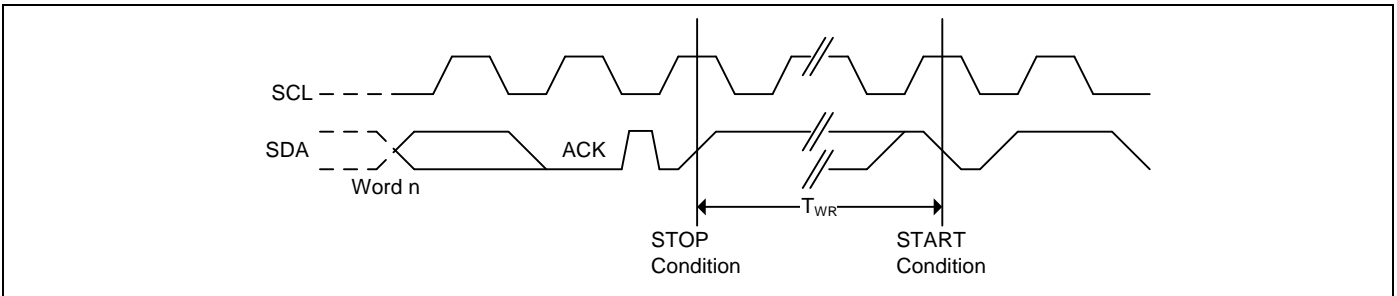 SCL
SDA
ACK
Word n
TWR
STOP
Condition
START
Condition